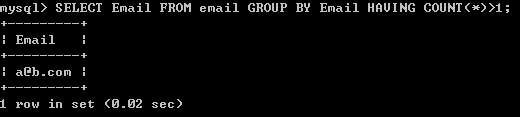 mysql> SELECT Email FROM email GROUP BY Email HAVING COUNT(*)>1;
+---------+
| Email   |
+---------+
| a@b.com |
+---------+
1 row in set (0.02 sec)